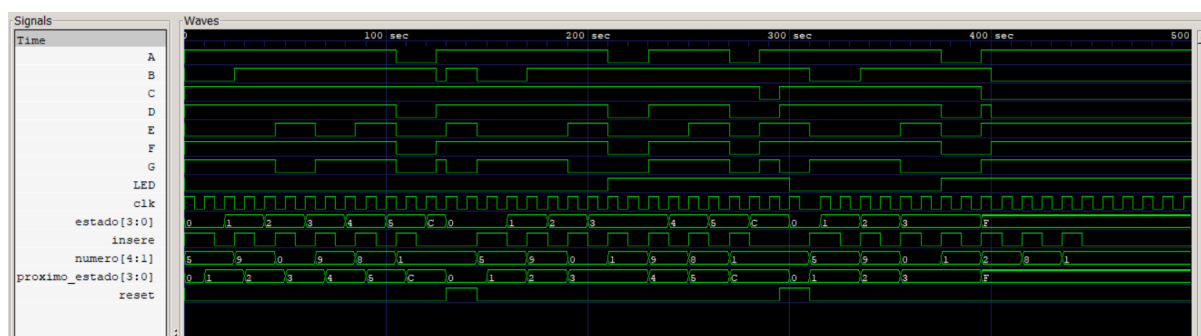 Signals Waves
Time 100 sec 200 sec 300 sec 400 sec 500
A
B
C
D
E
F
G
LED
clk
estado[3:0] 0 1 2 3 4 5 C 0 1 2 3 4 5 C 0 1 2 3 F
insere
numero[4:1] 5 9 0 9 8 1 5 9 0 1 9 8 1 5 9 0 1 2 8 1
proximo_estado[3:0] 0 1 2 3 4 5 C 0 1 2 3 4 5 C 0 1 2 3 F
reset